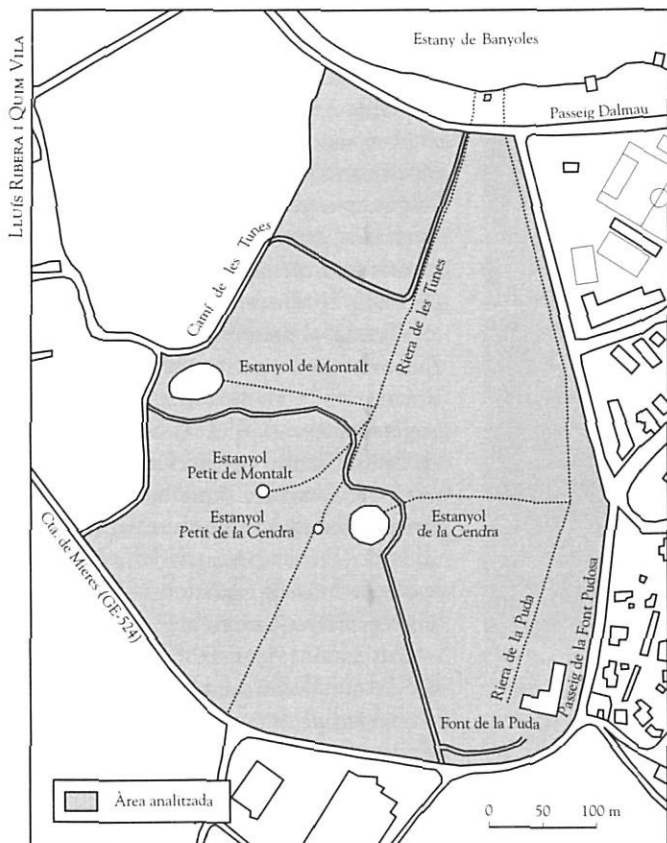 LLUÍS RIBERA I QUIM VILA
Estany de Banyoles
Passeig Dalmau
Camí de les Tunes
Riera de les Tunes
Estanyol de Montalt
Estanyol
Petit de Montalt
Estanyol
Petit de la Cendra
Estanyol
de la Cendra
Cta. de Mieres (GE-524)
Riera de la Puda
Passeig de la Font Pudosa
Font de la Puda
Àrea analitzada
0 50 100 m